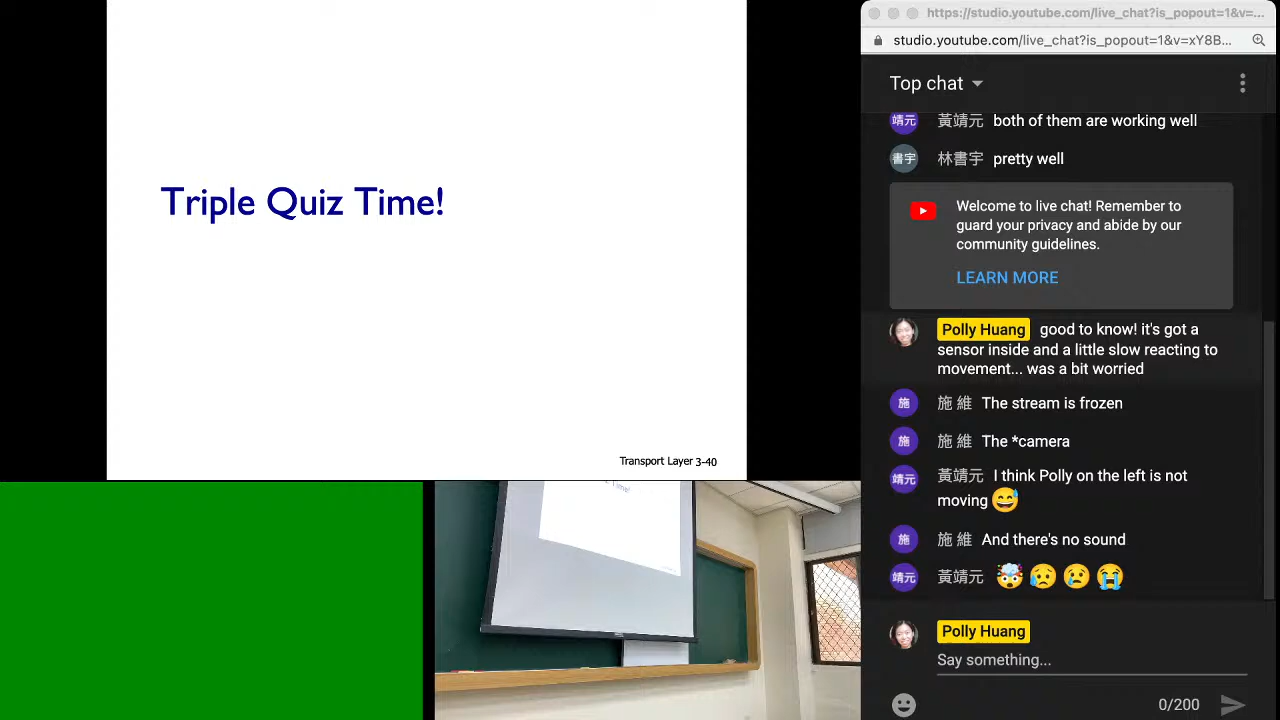 Triple Quiz Time!
Transport Layer 3-40
Time!
https://studio.youtube.com/live_chat?is_popout=1&v=...
studio.youtube.com/live_chat?is_popout=1&v=xY8B...
Top chat
靖元 黃靖元 both of them are working well
書宇 林書宇 pretty well
Welcome to live chat! Remember to
guard your privacy and abide by our
community guidelines.
LEARN MORE
Polly Huang good to know! it's got a
sensor inside and a little slow reacting to
movement... was a bit worried
施 施 維 The stream is frozen
施 施 維 The *camera
靖元 黃靖元 I think Polly on the left is not
moving 😅
施 施 維 And there's no sound
靖元 黃靖元 🤯😥😢😭
Polly Huang
Say something...
0/200